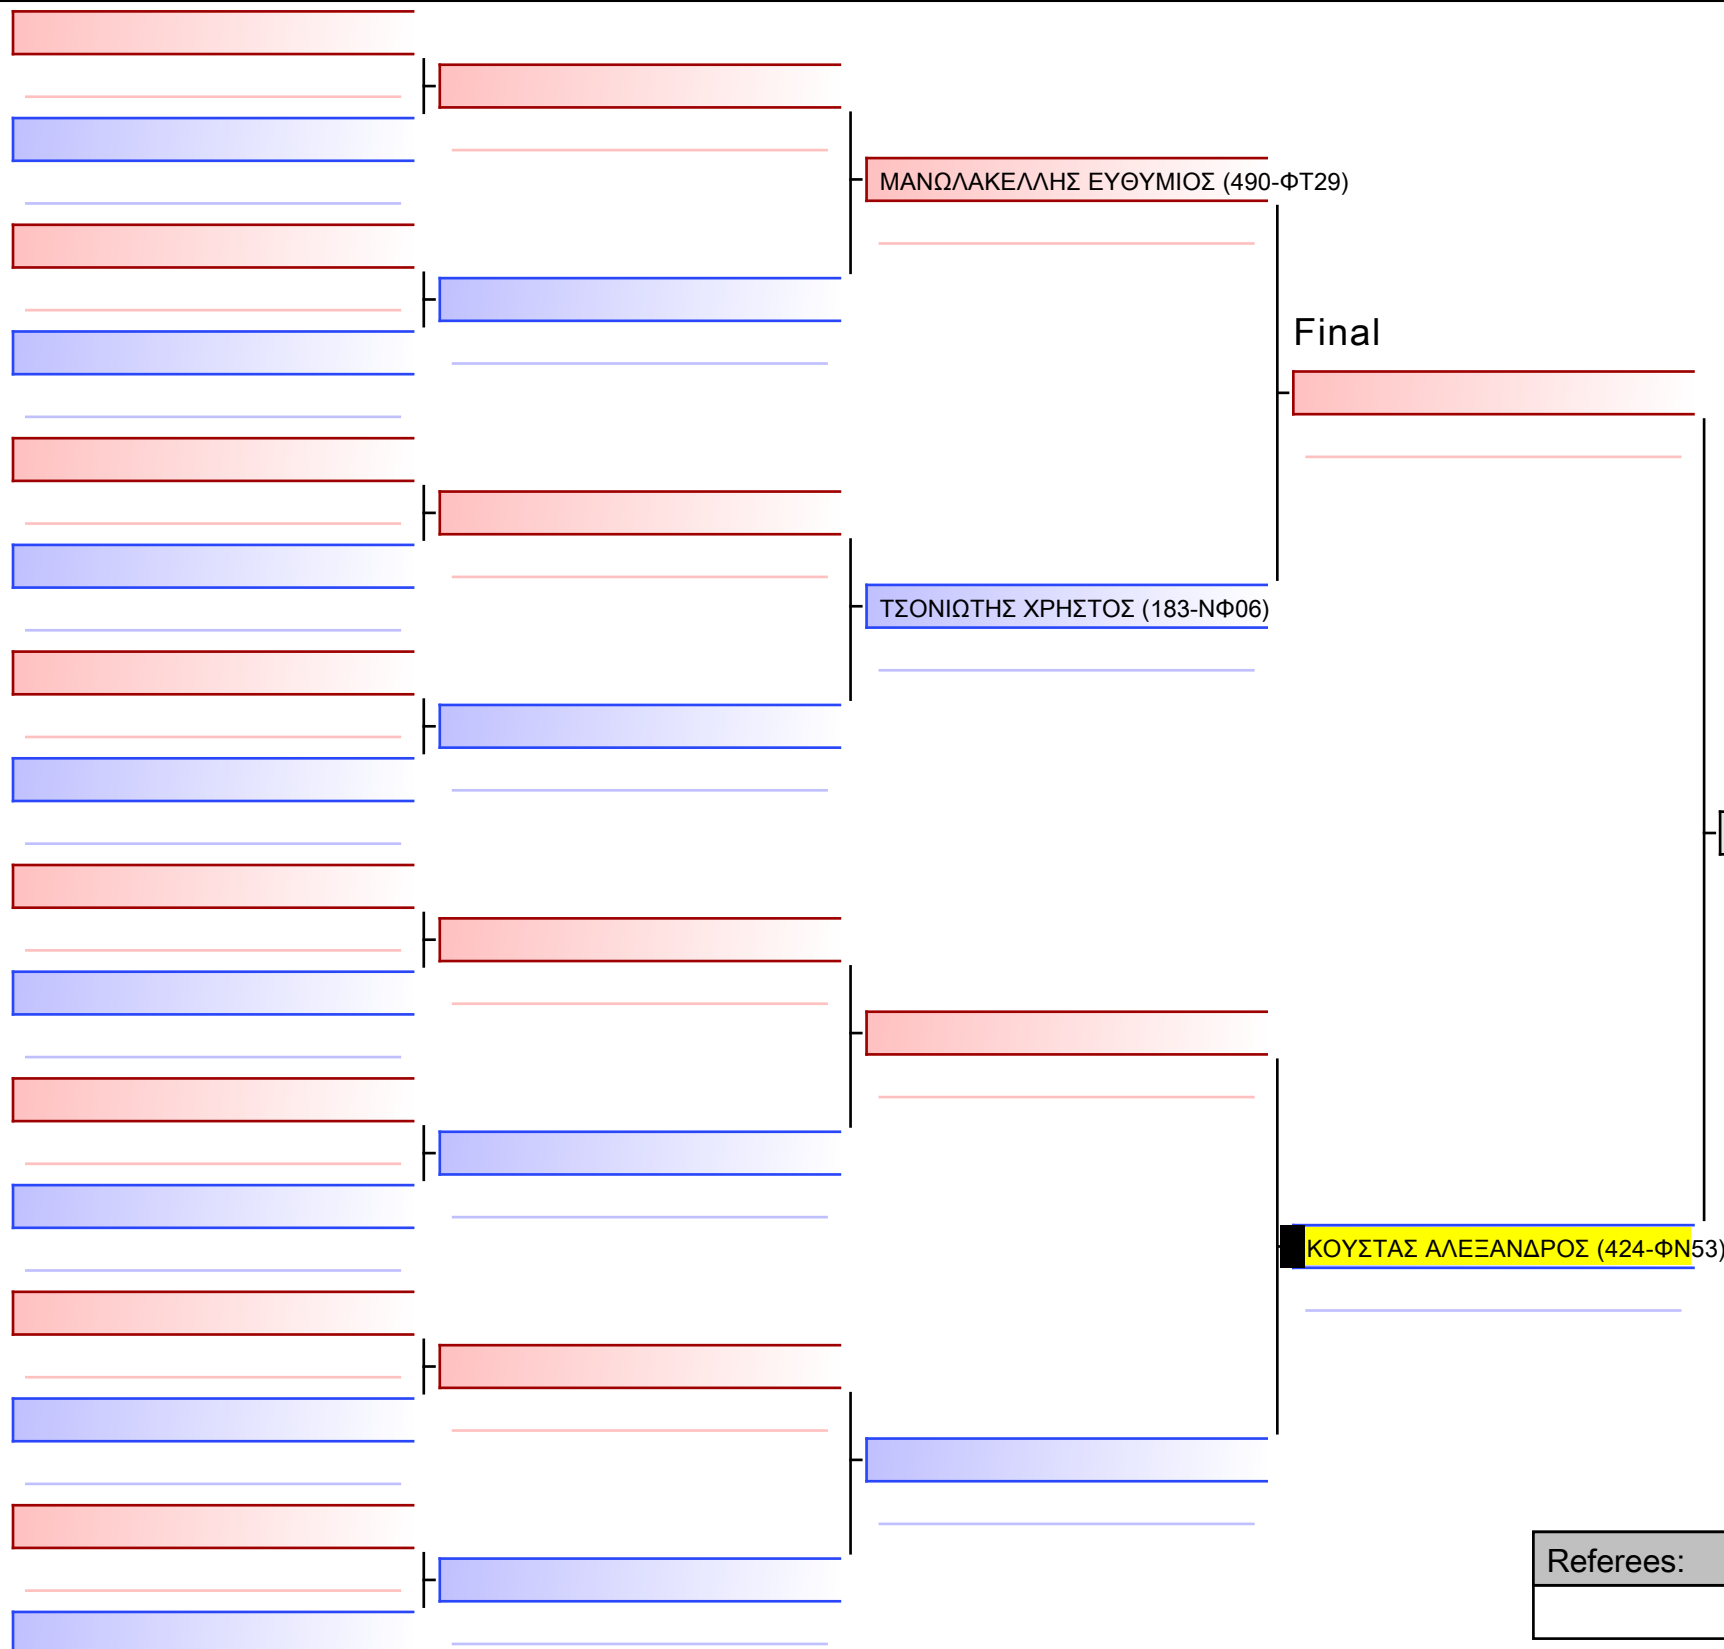 ΜΑΝΩΛΑΚΕΛΛΗΣ ΕΥΘΥΜΙΟΣ (490-ΦΤ29)
Final
ΤΣΟΝΙΩΤΗΣ ΧΡΗΣΤΟΣ (183-ΝΦ06)
ΚΟΥΣΤΑΣ ΑΛΕΞΑΝΔΡΟΣ (424-ΦΝ53)
Referees: